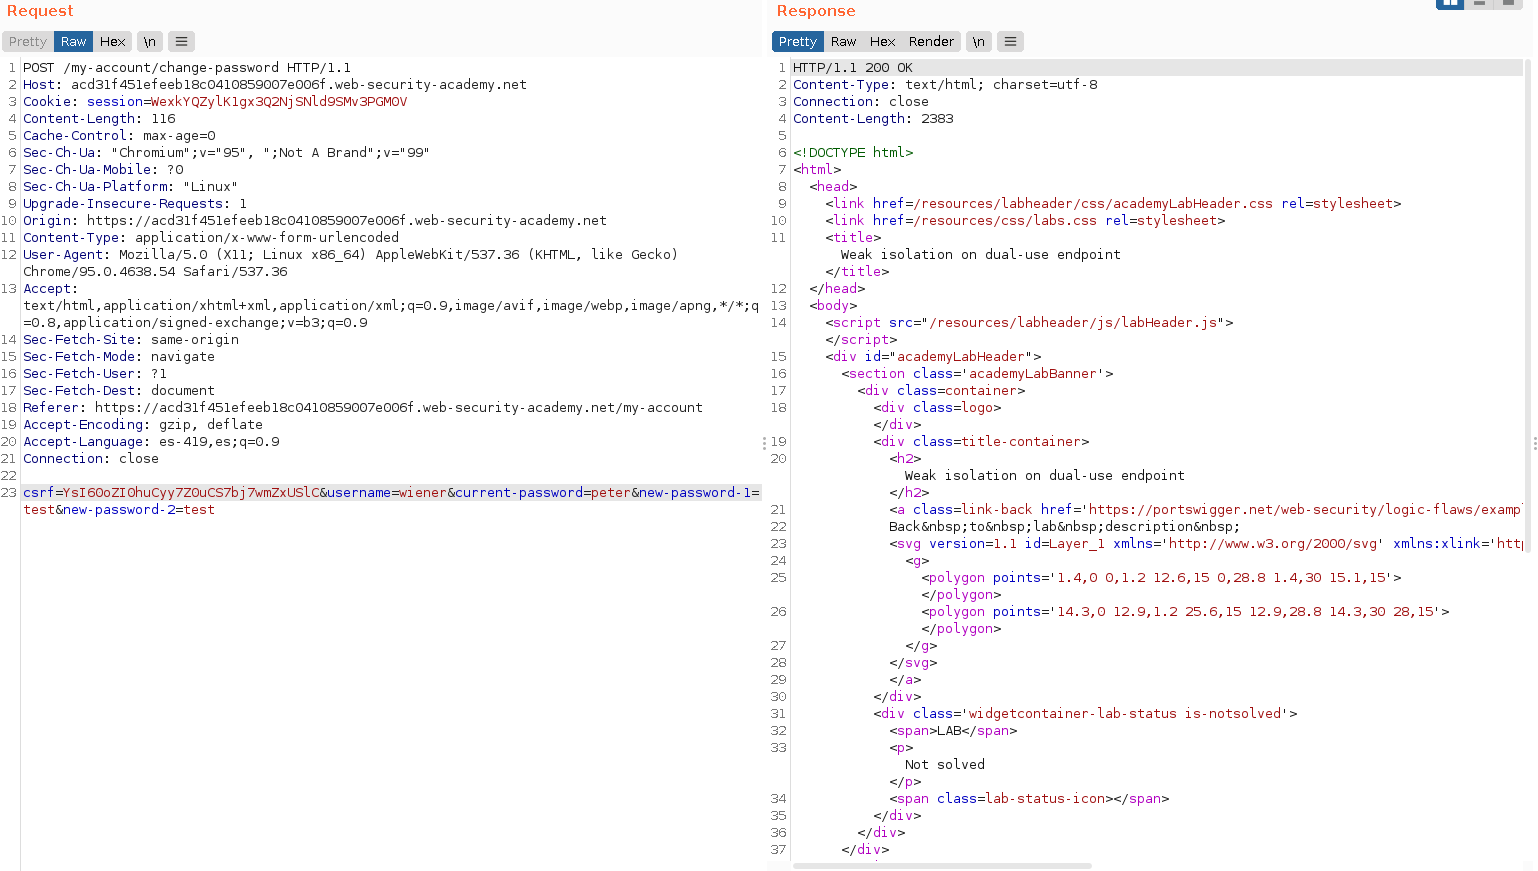 Request
Pretty Raw Hex \n
1 POST /my-account/change-password HTTP/1.1
2 Host: acd31f451efeeb18c0410859007e006f.web-security-academy.net
3 Cookie: session=WexkYQZylK1gx3Q2NjSNld9SMv3PGMOV
4 Content-Length: 116
5 Cache-Control: max-age=0
6 Sec-Ch-Ua: "Chromium";v="95", ";Not A Brand";v="99"
7 Sec-Ch-Ua-Mobile: ?0
8 Sec-Ch-Ua-Platform: "Linux"
9 Upgrade-Insecure-Requests: 1
10 Origin: https://acd31f451efeeb18c0410859007e006f.web-security-academy.net
11 Content-Type: application/x-www-form-urlencoded
12 User-Agent: Mozilla/5.0 (X11; Linux x86_64) AppleWebKit/537.36 (KHTML, like Gecko)
Chrome/95.0.4638.54 Safari/537.36
13 Accept:
text/html,application/xhtml+xml,application/xml;q=0.9,image/avif,image/webp,image/apng,*/*;q
=0.8,application/signed-exchange;v=b3;q=0.9
14 Sec-Fetch-Site: same-origin
15 Sec-Fetch-Mode: navigate
16 Sec-Fetch-User: ?1
17 Sec-Fetch-Dest: document
18 Referer: https://acd31f451efeeb18c0410859007e006f.web-security-academy.net/my-account
19 Accept-Encoding: gzip, deflate
20 Accept-Language: es-419,es;q=0.9
21 Connection: close
22
23 csrf=YsI60oZIOhuCyy7Z0uCS7bj7wmZxUSlC&username=wiener&current-password=peter&new-password-1=
test&new-password-2=test
Response
Pretty Raw Hex Render \n
1 HTTP/1.1 200 OK
2 Content-Type: text/html; charset=utf-8
3 Connection: close
4 Content-Length: 2383
5
6 <!DOCTYPE html>
7 <html>
8 <head>
9 <link href=/resources/labheader/css/academyLabHeader.css rel=stylesheet>
10 <link href=/resources/css/labs.css rel=stylesheet>
11 <title>
Weak isolation on dual-use endpoint
</title>
12 </head>
13 <body>
14 <script src="/resources/labheader/js/labHeader.js">
</script>
15 <div id="academyLabHeader">
16 <section class='academyLabBanner'>
17 <div class=container>
18 <div class=logo>
</div>
19 <div class=title-container>
20 <h2>
Weak isolation on dual-use endpoint
</h2>
21 <a class=link-back href='https://portswigger.net/web-security/logic-flaws/exampl
22 Back&nbsp;to&nbsp;lab&nbsp;description&nbsp;
23 <svg version=1.1 id=Layer_1 xmlns='http://www.w3.org/2000/svg' xmlns:xlink='http
24 <g>
25 <polygon points='1.4,0 0,1.2 12.6,15 0,28.8 1.4,30 15.1,15'>
</polygon>
26 <polygon points='14.3,0 12.9,1.2 25.6,15 12.9,28.8 14.3,30 28,15'>
</polygon>
27 </g>
28 </svg>
29 </a>
30 </div>
31 <div class='widgetcontainer-lab-status is-notsolved'>
32 <span>LAB</span>
33 <p>
Not solved
</p>
34 <span class=lab-status-icon></span>
35 </div>
36 </div>
37 </div>